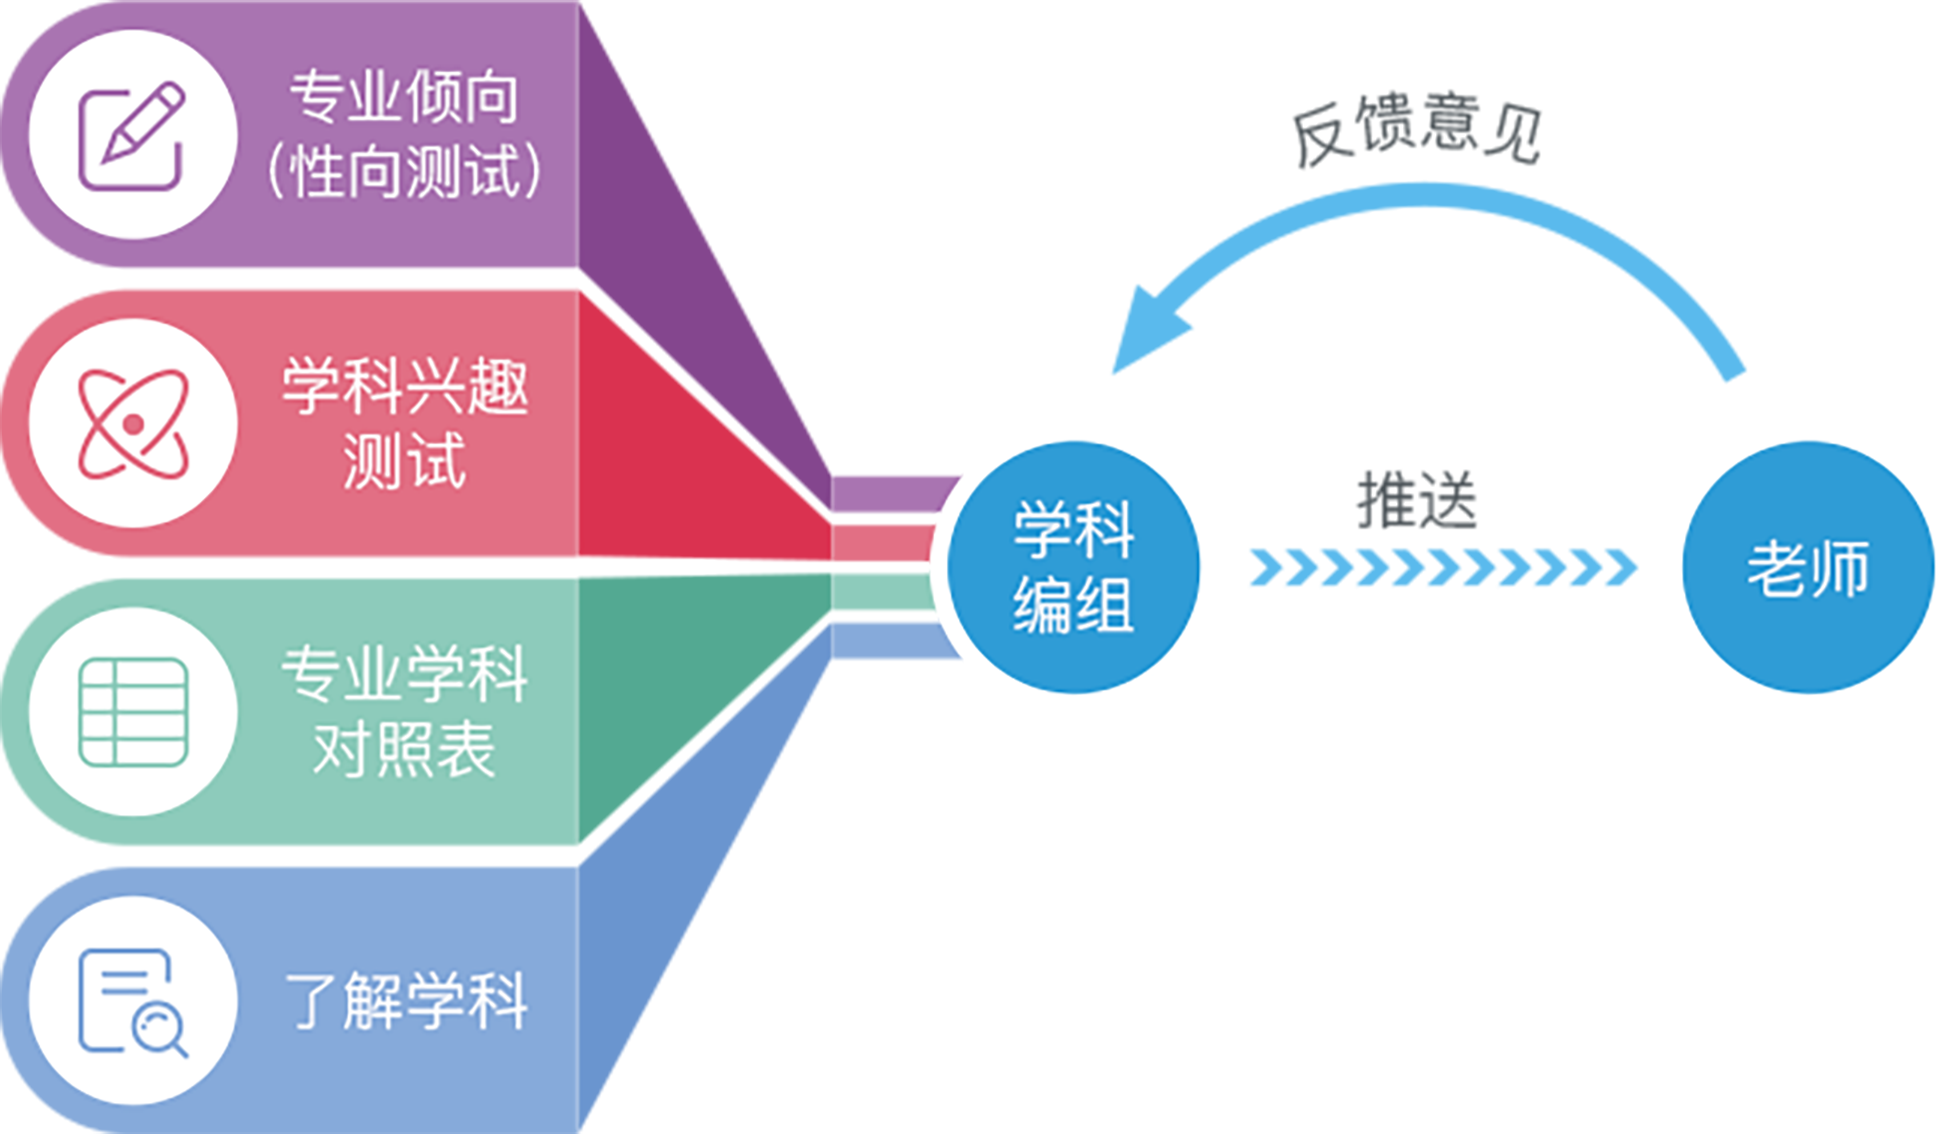 专业倾向
（性向测试）
学科兴趣
测试
专业学科
对照表
了解学科
学科
编组
反馈意见
推送
老师